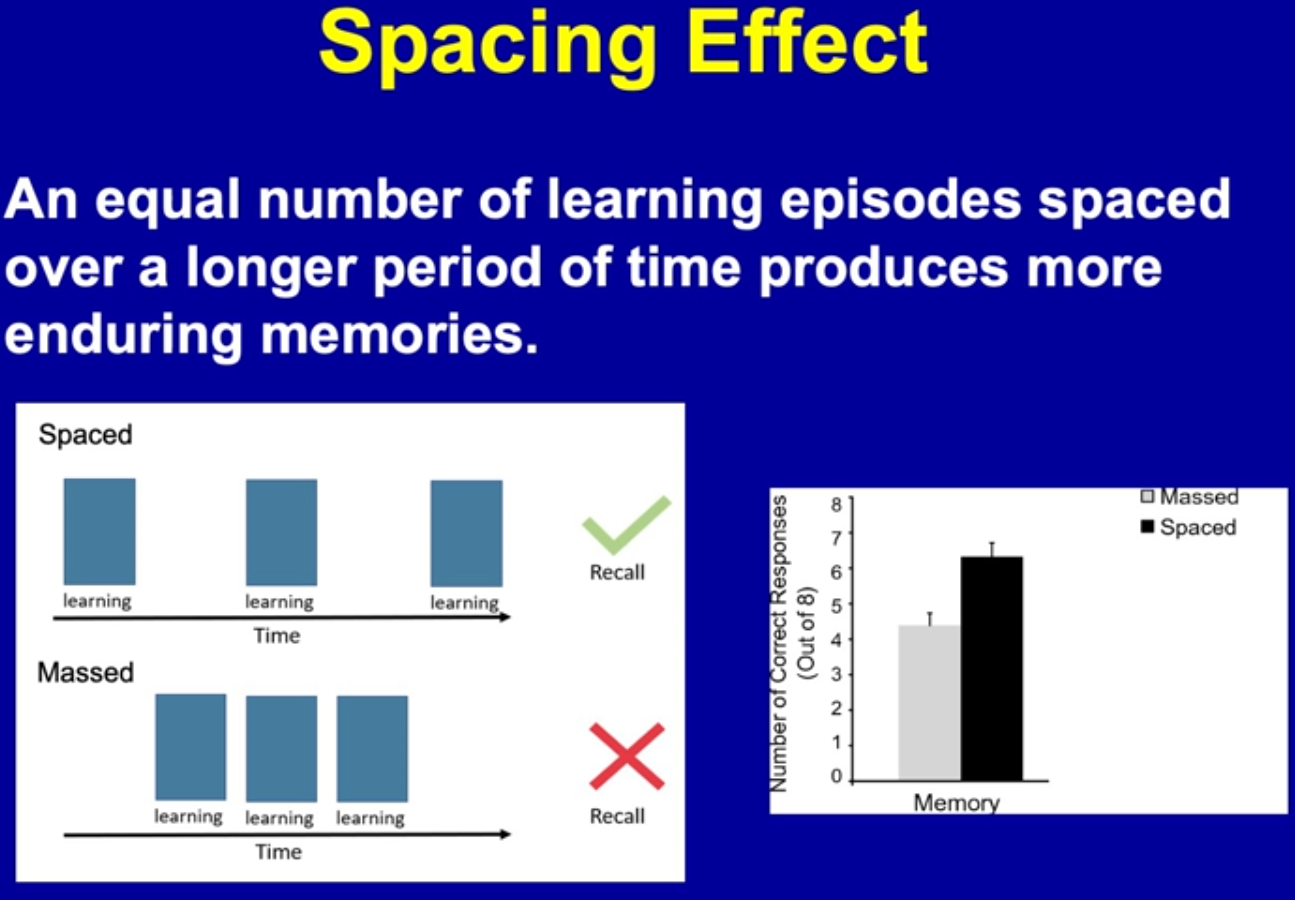 Spacing Effect
An equal number of learning episodes spaced
over a longer period of time produces more
enduring memories.
Spaced
learning
learning
learning
Time
Recall
Massed
learning
learning
learning
Time
Recall
Number of Correct Responses
(Out of 8)
8
7
6
5
4
3
2
1
0
Memory
Massed
Spaced